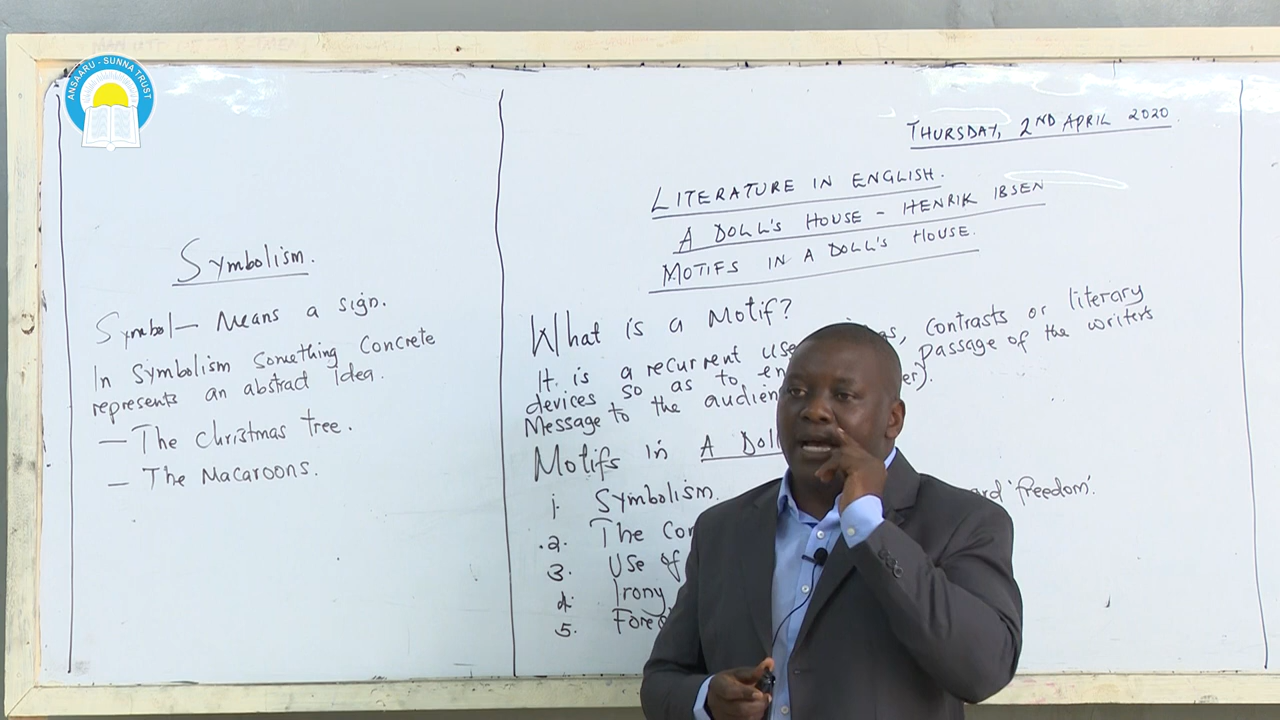 ANSAARU - SUNNA TRUST
Symbolism.
Symbol — Means a sign.
In Symbolism something Concrete
represents an abstract Idea.
— The Christmas tree.
— The Macaroons.
THURSDAY, 2ND APRIL 2020.
LITERATURE IN ENGLISH.
A DOLL'S HOUSE - HENRIK IBSEN
MOTIFS IN A DOLL'S HOUSE.
What is a Motif?
It is a recurrent use contrasts or literary
devices so as to passage of the writers
Message to the
Motifs in A
1. Symbolism.
2. The 'freedom'.
3. Use of
4. Irony
5.